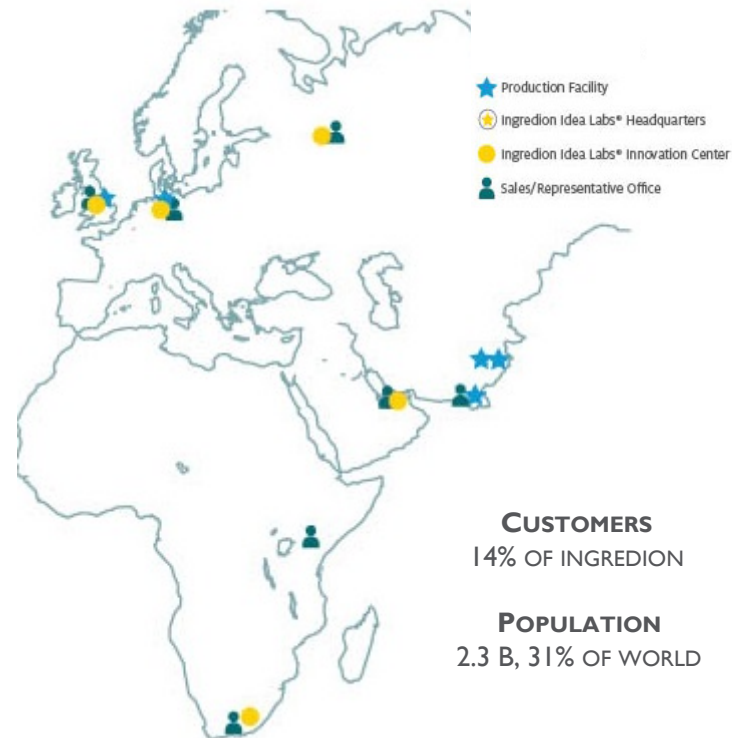 Production Facility
Ingredion Idea Labs® Headquarters
Ingredion Idea Labs® Innovation Center
Sales/Representative Office
CUSTOMERS
14% OF INGREDION
POPULATION
2.3 B, 31% OF WORLD